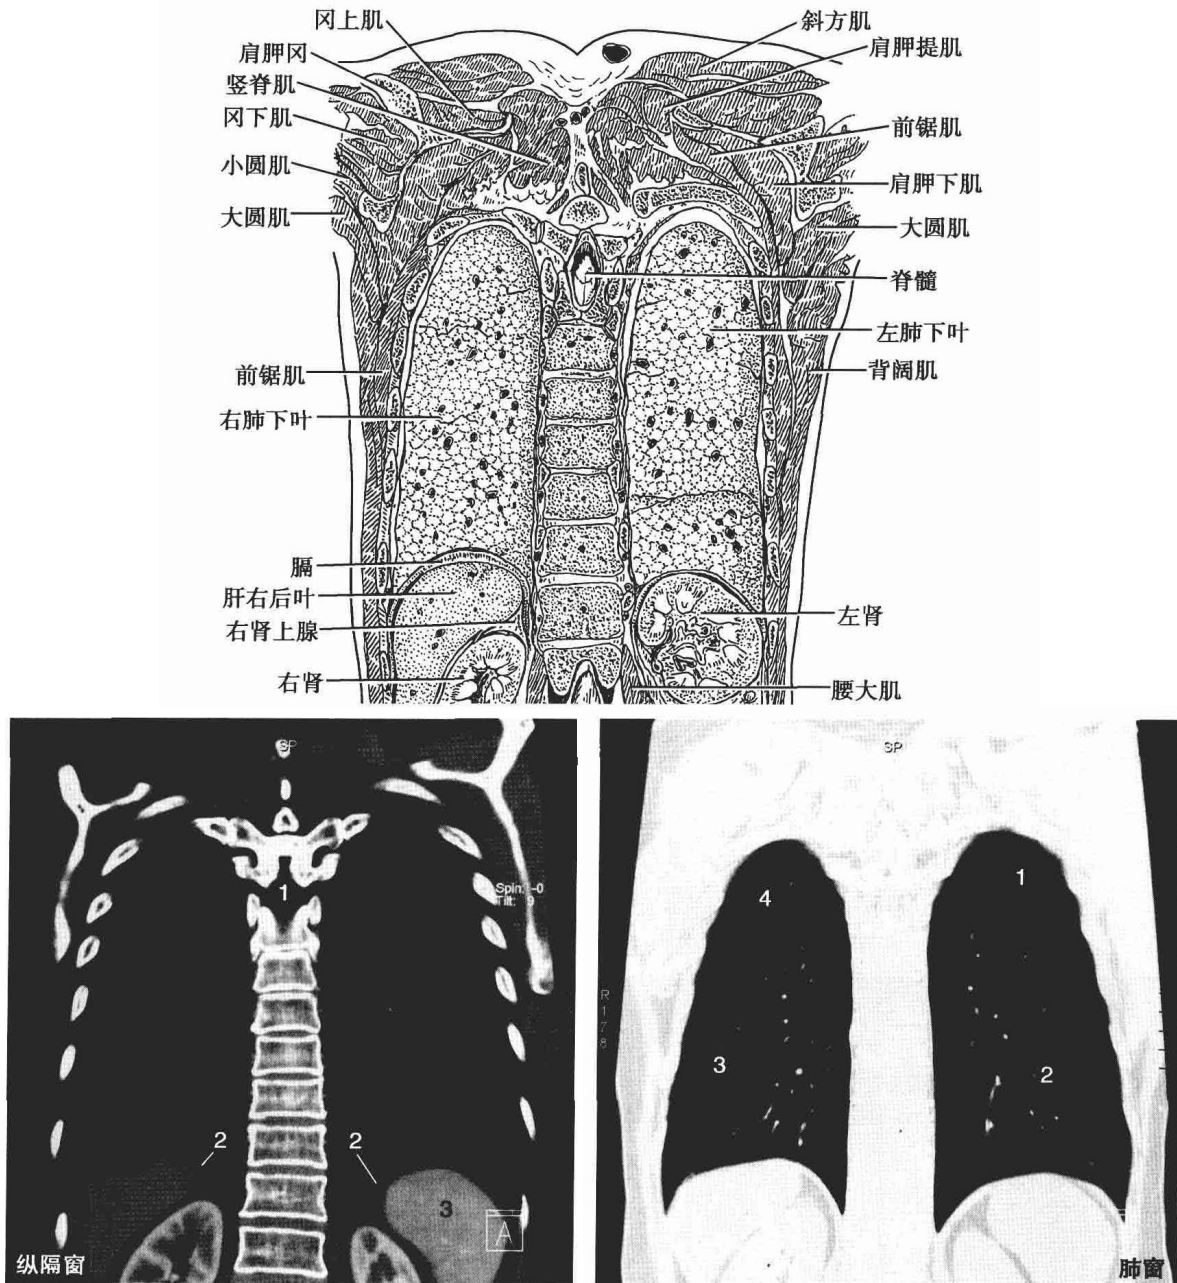 冈上肌
肩胛冈
竖脊肌
冈下肌
小圆肌
大圆肌
前锯肌
右肺下叶
膈
肝右后叶
右肾上腺
右肾
斜方肌
肩胛提肌
前锯肌
肩胛下肌
大圆肌
脊髓
左肺下叶
背阔肌
左肾
腰大肌
SP
1
Spin: -0
Tilt: 9
2
2
3
A
纵隔窗
SP
1
4
R
1
7
8
3
2
肺窗